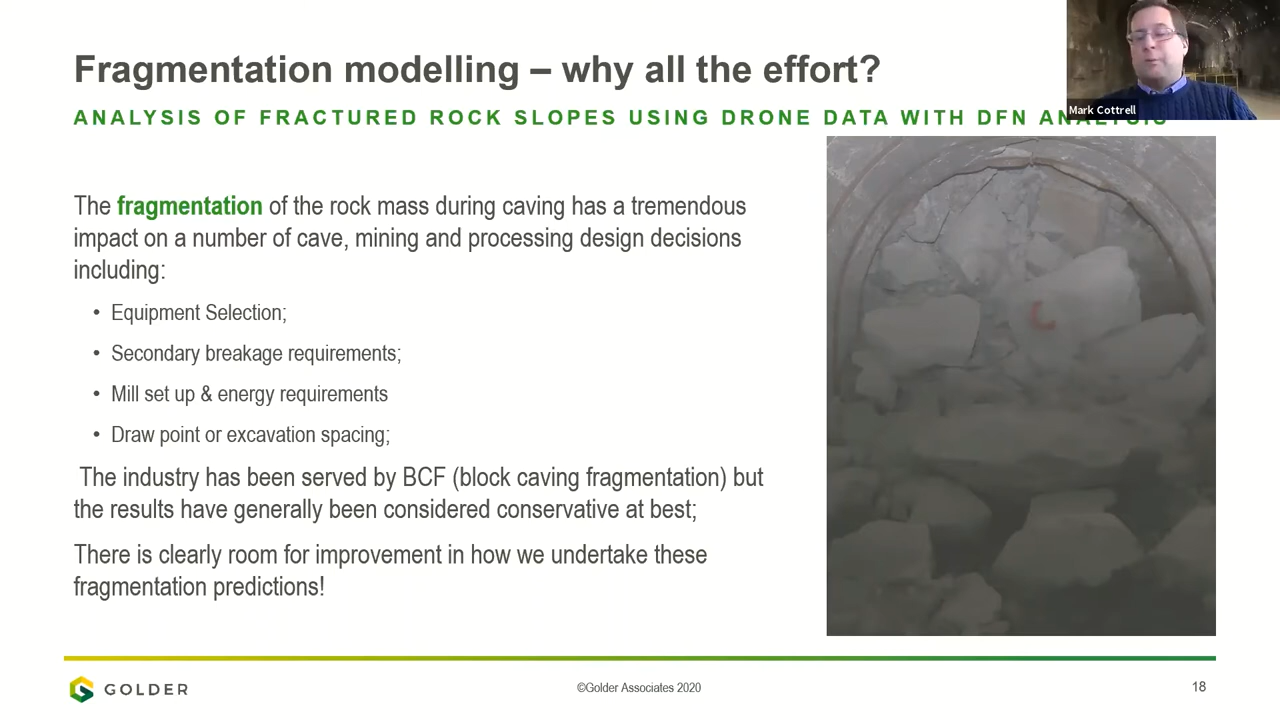 Fragmentation modelling – why all the effort?
Mark Cottrell
ANALYSIS OF FRACTURED ROCK SLOPES USING DRONE DATA WITH DFN ANALYSIS
The fragmentation of the rock mass during caving has a tremendous
impact on a number of cave, mining and processing design decisions
including:
• Equipment Selection;
• Secondary breakage requirements;
• Mill set up & energy requirements
• Draw point or excavation spacing;
The industry has been served by BCF (block caving fragmentation) but
the results have generally been considered conservative at best;
There is clearly room for improvement in how we undertake these
fragmentation predictions!
GOLDER
©Golder Associates 2020
18